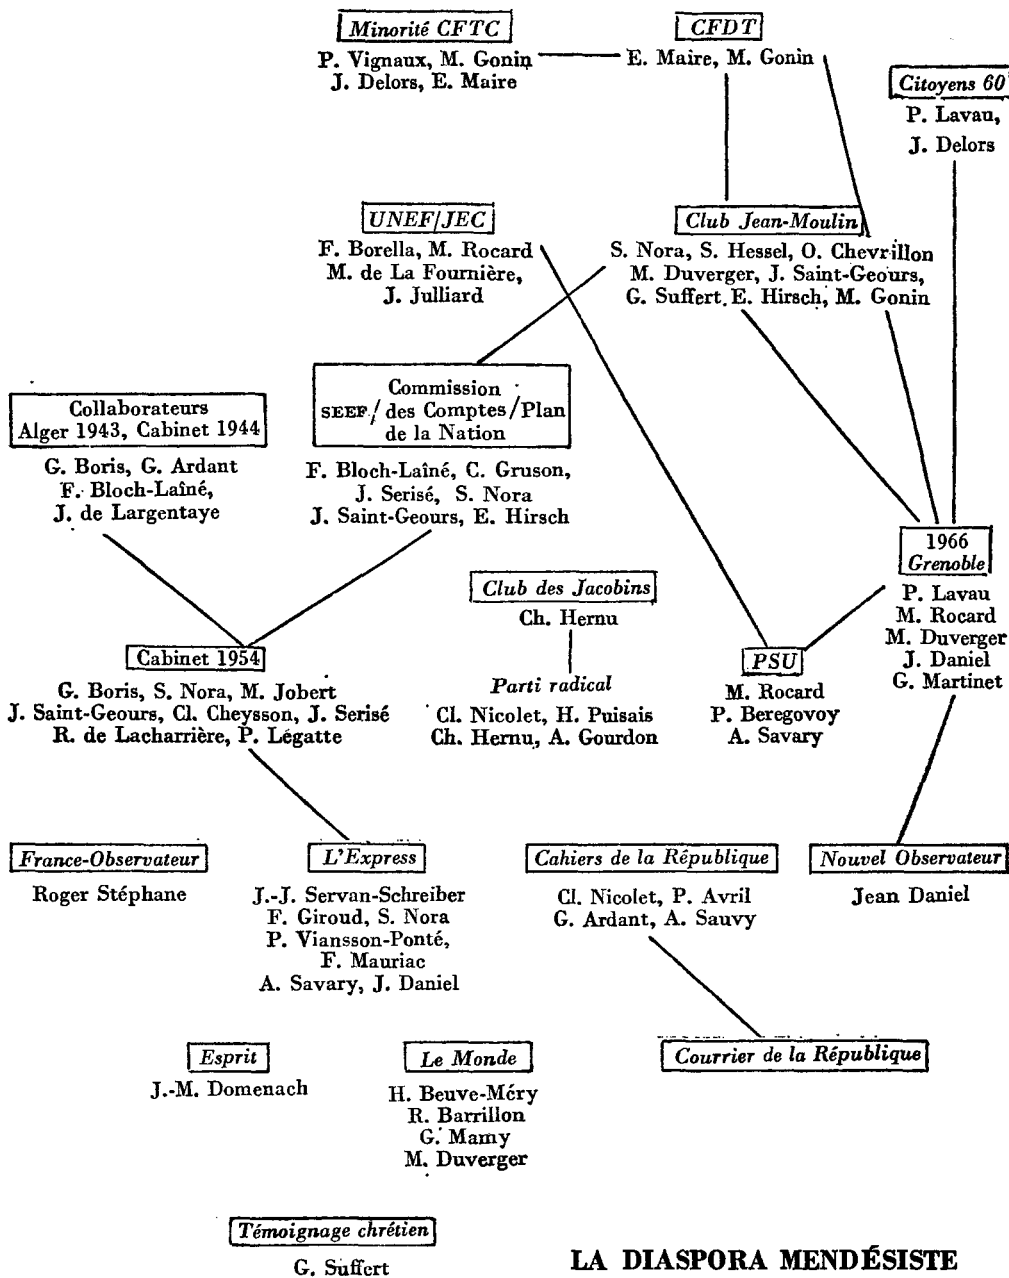 Minorité CFTC
P. Vignaux, M. Gonin
J. Delors, E. Maire
CFDT
E. Maire, M. Gonin
Citoyens 60
P. Lavau,
J. Delors
UNEF/JEC
F. Borella, M. Rocard
M. de La Fournière,
J. Julliard
Club Jean-Moulin
S. Nora, S. Hessel, O. Chevrillon
M. Duverger, J. Saint-Geours,
G. Suffert, E. Hirsch, M. Gonin
Collaborateurs
Alger 1943, Cabinet 1944
G. Boris, G. Ardant
F. Bloch-Laîné,
J. de Largentaye
Commission
SEEF/des Comptes/Plan
de la Nation
F. Bloch-Laîné, C. Gruson,
J. Serisé, S. Nora
J. Saint-Geours, E. Hirsch
1966
Grenoble
P. Lavau
M. Rocard
M. Duverger
J. Daniel
G. Martinet
Club des Jacobins
Ch. Hernu
Cabinet 1954
G. Boris, S. Nora, M. Jobert
J. Saint-Geours, Cl. Cheysson, J. Serisé
R. de Lacharrière, P. Légatte
Parti radical
Cl. Nicolet, H. Puisais
Ch. Hernu, A. Gourdon
PSU
M. Rocard
P. Beregovoy
A. Savary
France-Observateur
Roger Stéphane
L'Express
J.-J. Servan-Schreiber
F. Giroud, S. Nora
P. Viansson-Ponté,
F. Mauriac
A. Savary, J. Daniel
Cahiers de la République
Cl. Nicolet, P. Avril
G. Ardant, A. Sauvy
Nouvel Observateur
Jean Daniel
Esprit
J.-M. Domenach
Le Monde
H. Beuve-Méry
R. Barrillon
G. Mamy
M. Duverger
Courrier de la République
Témoignage chrétien
G. Suffert
LA DIASPORA MENDÉSISTE